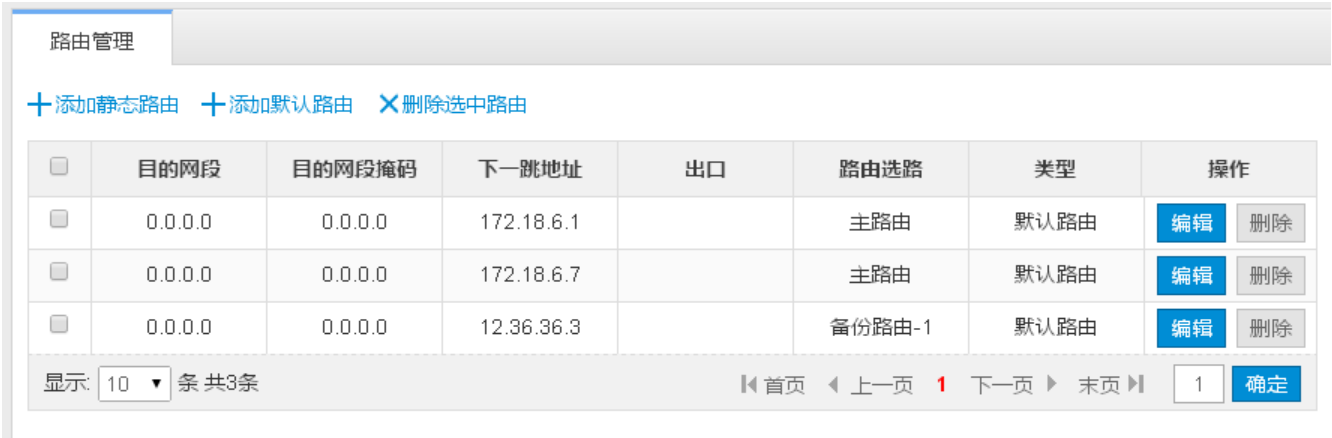 路由管理
添加静态路由 添加默认路由 删除选中路由
目的网段 目的网段掩码 下一跳地址 出口 路由选路 类型 操作
0.0.0.0 0.0.0.0 172.18.6.1 主路由 默认路由 编辑 删除
0.0.0.0 0.0.0.0 172.18.6.7 主路由 默认路由 编辑 删除
0.0.0.0 0.0.0.0 12.36.36.3 备份路由-1 默认路由 编辑 删除
显示: 10 条 共3条 首页 上一页 1 下一页 末页 1 确定